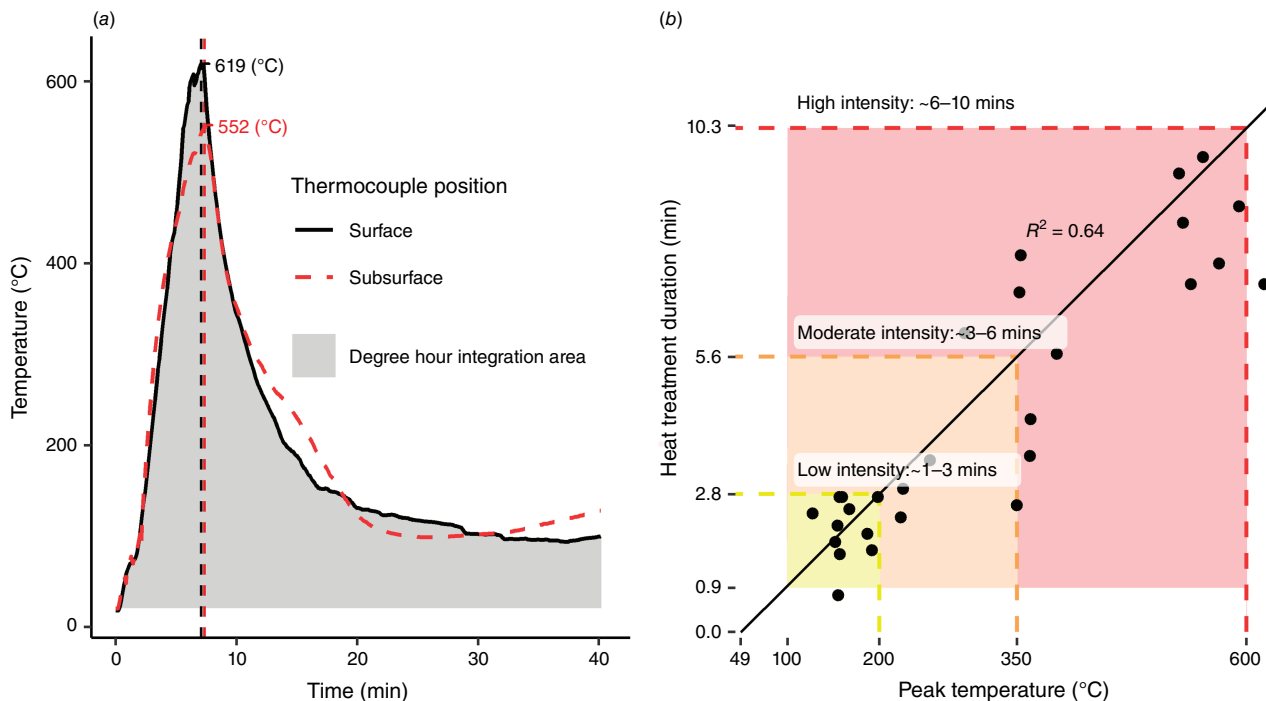 (a)
Temperature (°C)
600
400
200
0
619 (°C)
552 (°C)
Thermocouple position
Surface
Subsurface
Degree hour integration area
0
10
20
30
40
Time (min)
(b)
Heat treatment duration (min)
10.3
5.6
2.8
0.9
0.0
High intensity: ~6–10 mins
R² = 0.64
Moderate intensity:~3–6 mins
Low intensity:~1–3 mins
49
100
200
350
600
Peak temperature (°C)